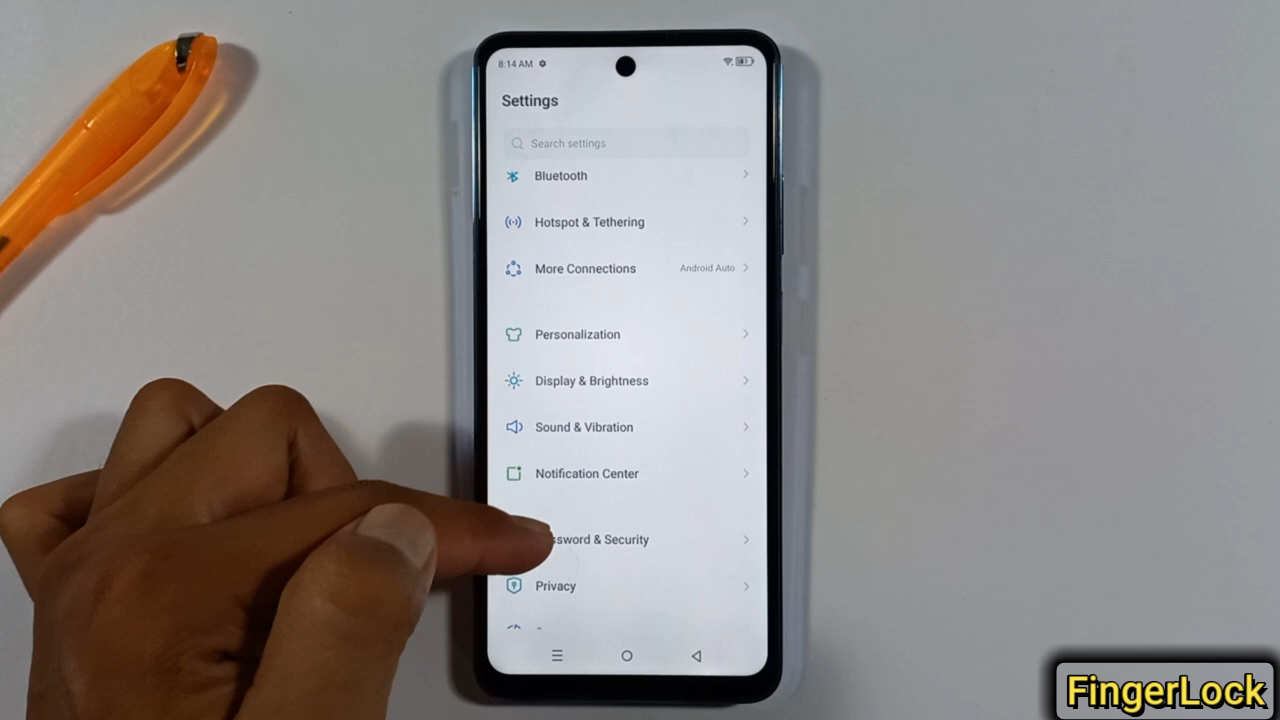 8:14 AM
Settings
Search settings
Bluetooth
Hotspot & Tethering
More Connections Android Auto
Personalization
Display & Brightness
Sound & Vibration
Notification Center
ssword & Security
Privacy
FingerLock